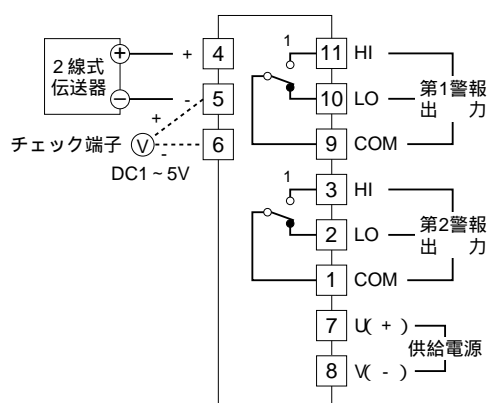 2線式
伝送器
+
−
+
-
4
5
6
+
-
チェック端子
V
DC1～5V
1
11 HI
10 LO
9 COM
第1警報
出　力
1
3 HI
2 LO
1 COM
第2警報
出　力
7 U( + )
8 V( - )
供給電源